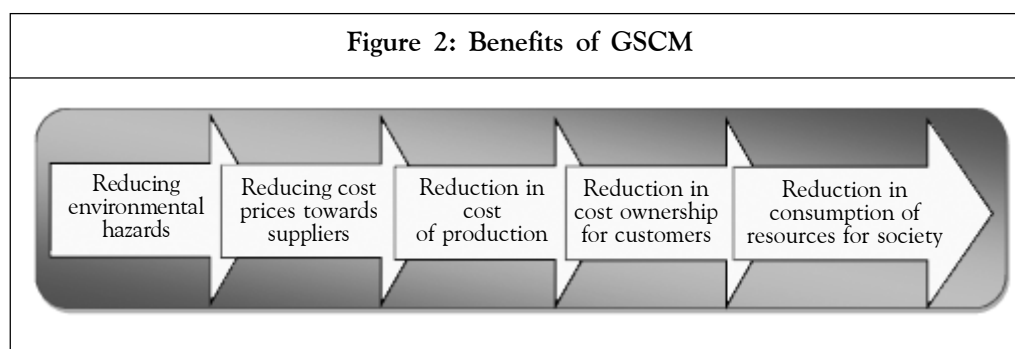 Figure 2: Benefits of GSCM
Reducing
environmental
hazards
Reducing cost
prices towards
suppliers
Reduction in
cost
of production
Reduction in
cost ownership
for customers
Reduction in
consumption of
resources for society